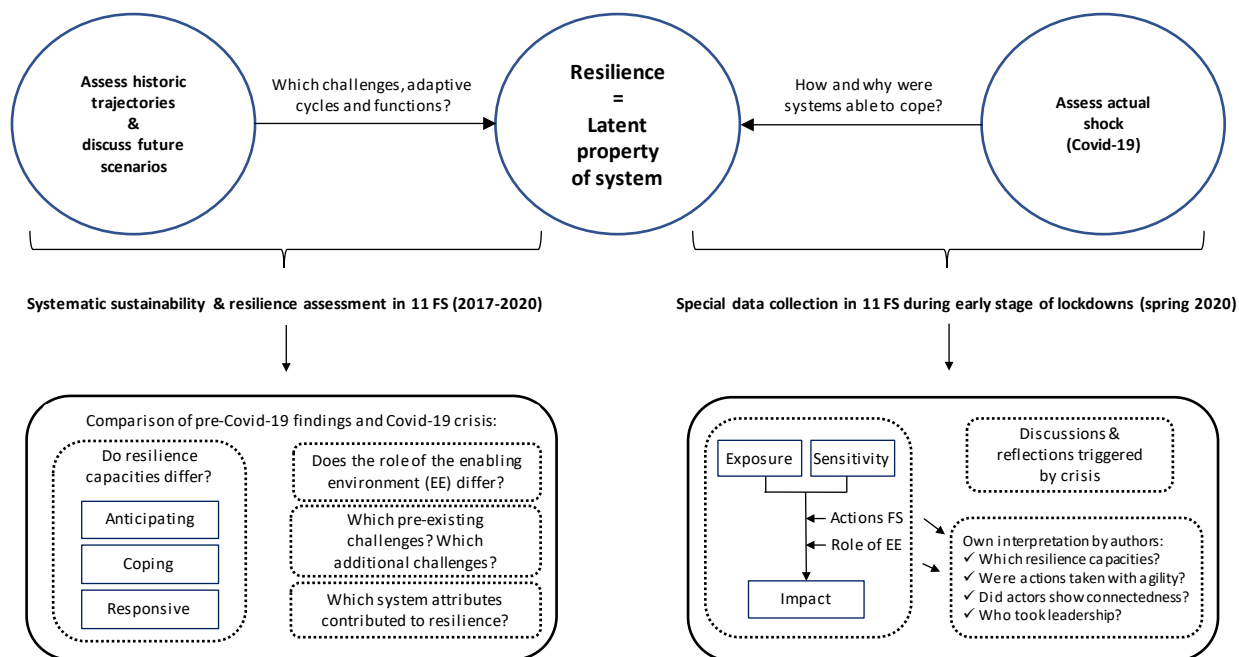 Assess historic
trajectories
&
discuss future
scenarios
Which challenges, adaptive
cycles and functions?
Resilience
=
Latent
property
of system
How and why were
systems able to cope?
Assess actual
shock
(Covid-19)
Systematic sustainability & resilience assessment in 11 FS (2017-2020)
Special data collection in 11 FS during early stage of lockdowns (spring 2020)
Comparison of pre-Covid-19 findings and Covid-19 crisis:
Do resilience
capacities differ?
Anticipating
Coping
Responsive
Does the role of the enabling
environment (EE) differ?
Which pre-existing
challenges? Which
additional challenges?
Which system attributes
contributed to resilience?
Exposure
Sensitivity
Actions FS
Role of EE
Impact
Discussions &
reflections triggered
by crisis
Own interpretation by authors:
✓ Which resilience capacities?
✓ Were actions taken with agility?
✓ Did actors show connectedness?
✓ Who took leadership?